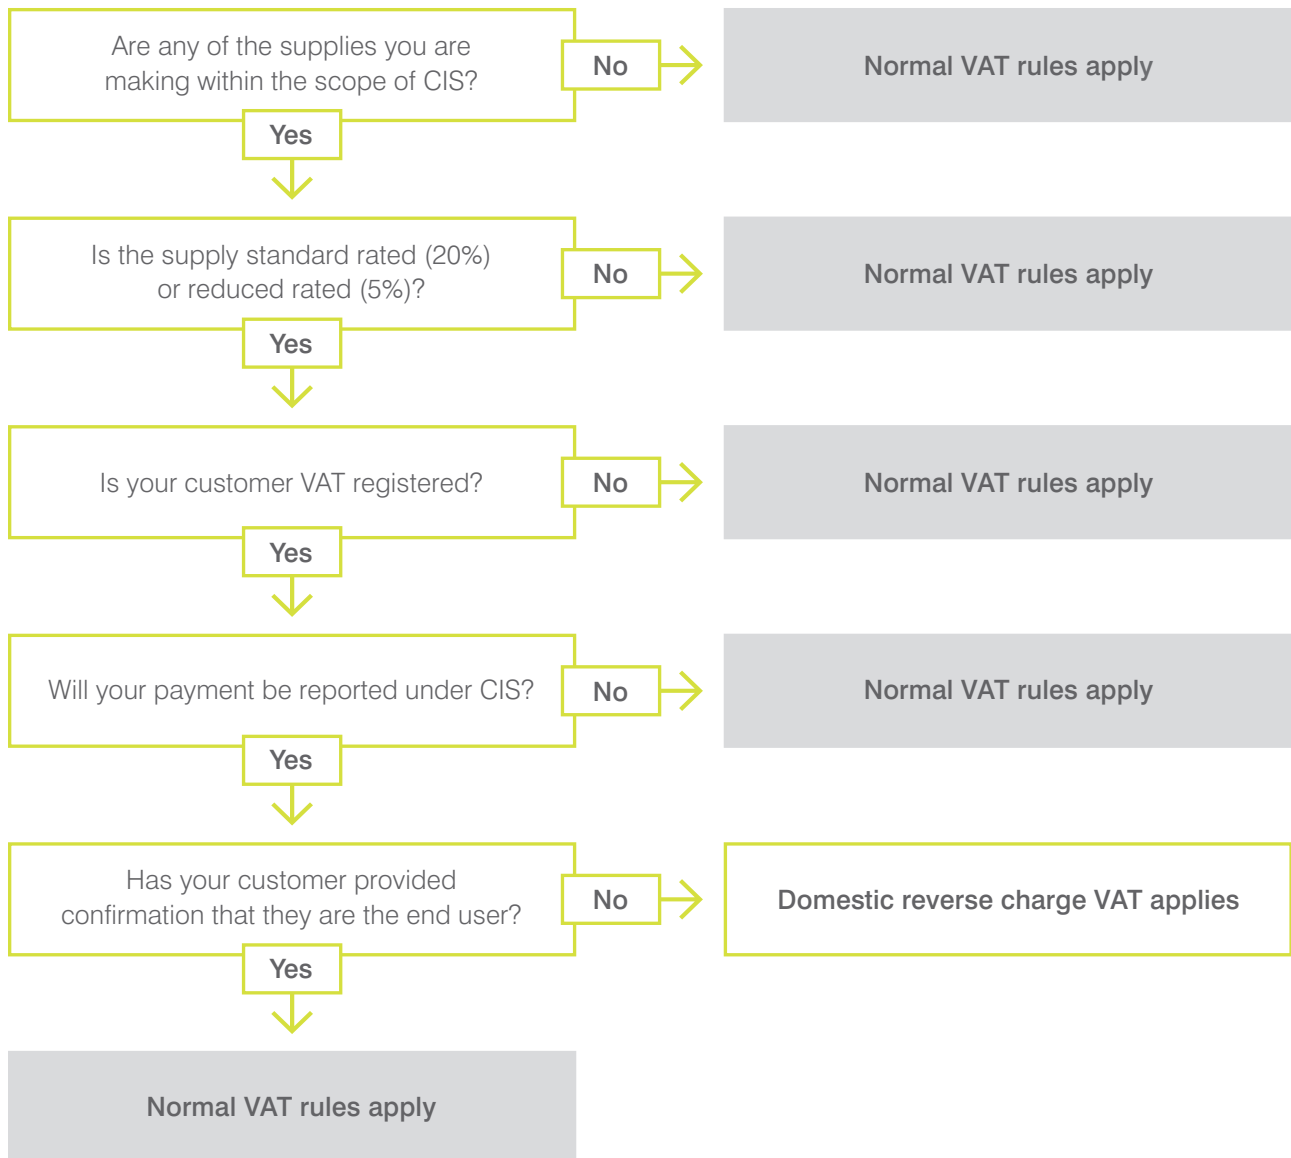 Are any of the supplies you are
making within the scope of CIS?
No
Normal VAT rules apply
Yes
Is the supply standard rated (20%)
or reduced rated (5%)?
No
Normal VAT rules apply
Yes
Is your customer VAT registered?
No
Normal VAT rules apply
Yes
Will your payment be reported under CIS?
No
Normal VAT rules apply
Yes
Has your customer provided
confirmation that they are the end user?
No
Domestic reverse charge VAT applies
Yes
Normal VAT rules apply